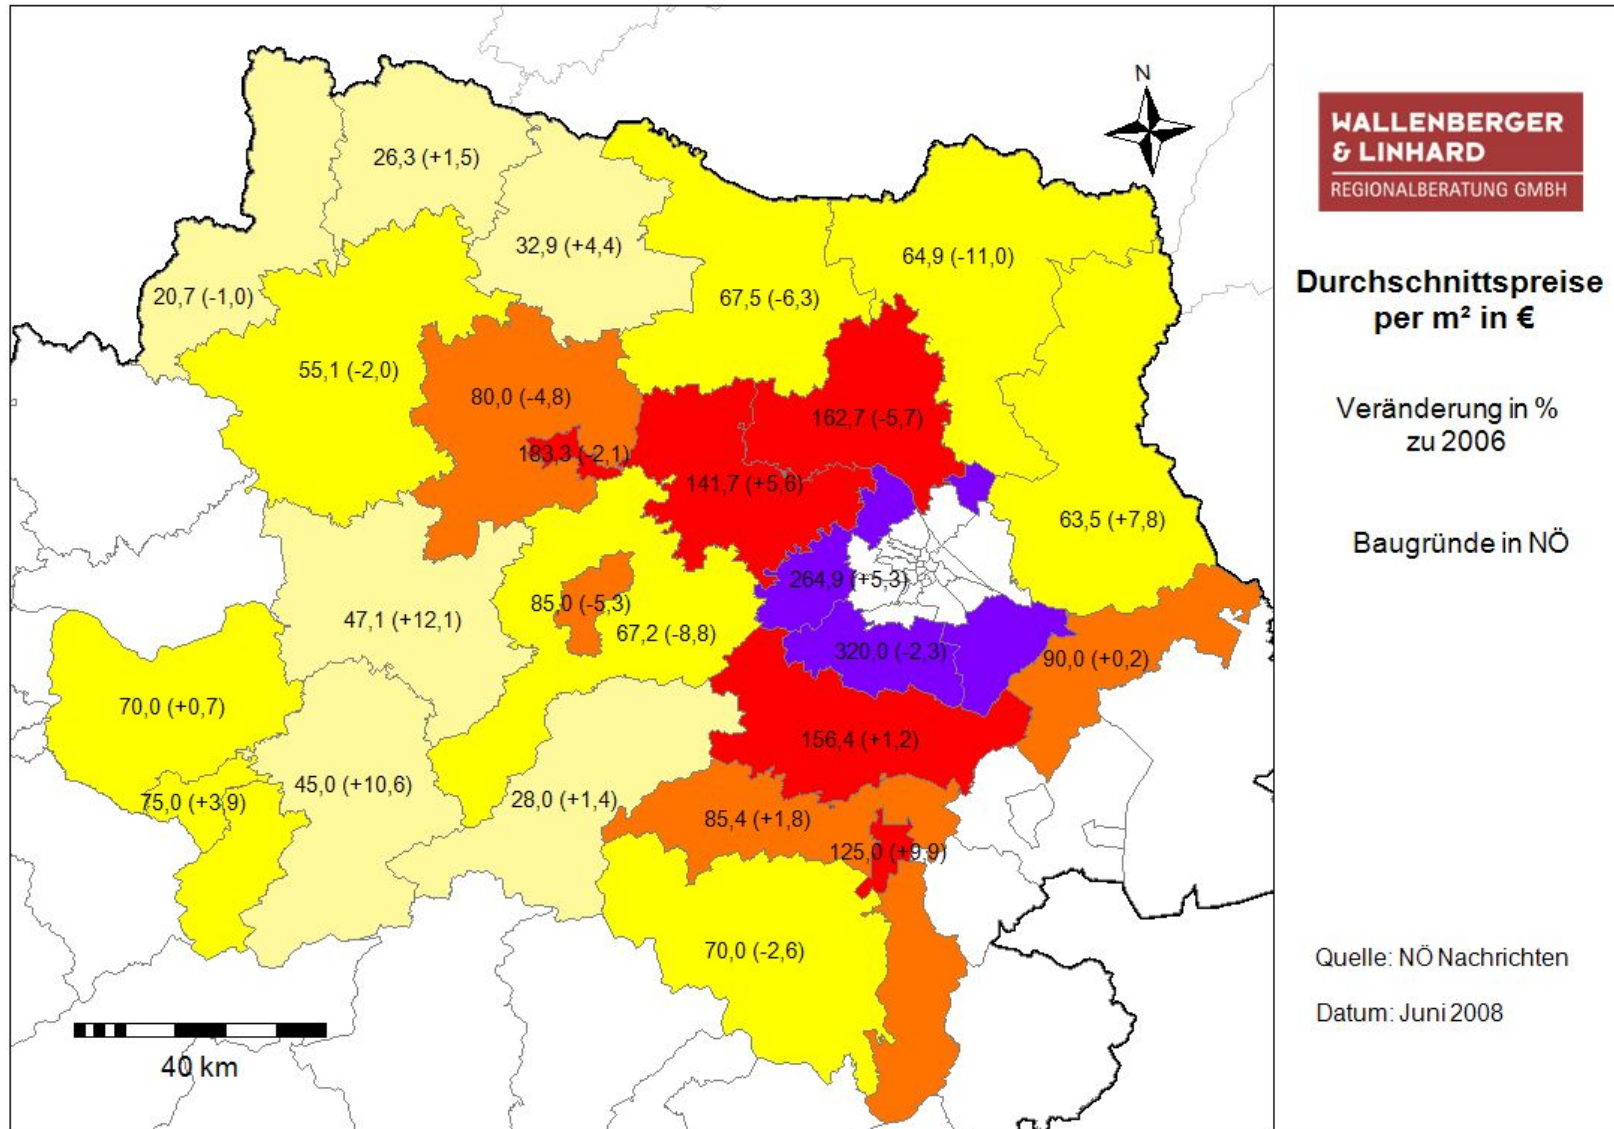 N
26,3 (+1,5)
32,9 (+4,4)
64,9 (-11,0)
20,7 (-1,0)
67,5 (-6,3)
55,1 (-2,0)
80,0 (-4,8)
162,7 (-5,7)
183,3 (-2,1)
141,7 (+5,6)
63,5 (+7,8)
264,9 (+5,3)
85,0 (-5,3)
47,1 (+12,1)
67,2 (-8,8)
320,0 (-2,3)
90,0 (+0,2)
70,0 (+0,7)
156,4 (+1,2)
45,0 (+10,6)
75,0 (+3,9)
28,0 (+1,4)
85,4 (+1,8)
125,0 (+9,9)
70,0 (-2,6)
40 km
WALLENBERGER
& LINHARD
REGIONALBERATUNG GMBH
Durchschnittspreise
per m² in €
Veränderung in %
zu 2006
Baugründe in NÖ
Quelle: NÖ Nachrichten
Datum: Juni 2008